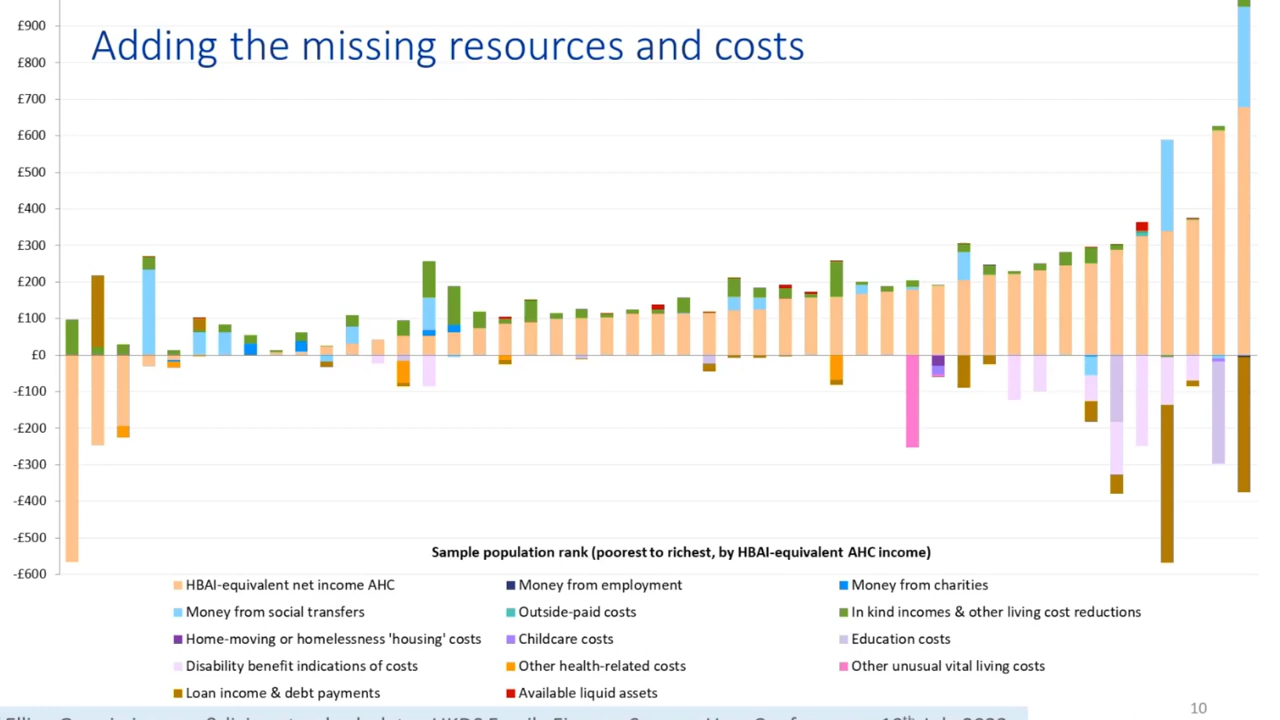 Adding the missing resources and costs
£900
£800
£700
£600
£500
£400
£300
£200
£100
£0
-£100
-£200
-£300
-£400
-£500
-£600
Sample population rank (poorest to richest, by HBAI-equivalent AHC income)
HBAI-equivalent net income AHC
Money from employment
Money from charities
Money from social transfers
Outside-paid costs
In kind incomes & other living cost reductions
Home-moving or homelessness 'housing' costs
Childcare costs
Education costs
Disability benefit indications of costs
Other health-related costs
Other unusual vital living costs
Loan income & debt payments
Available liquid assets
10